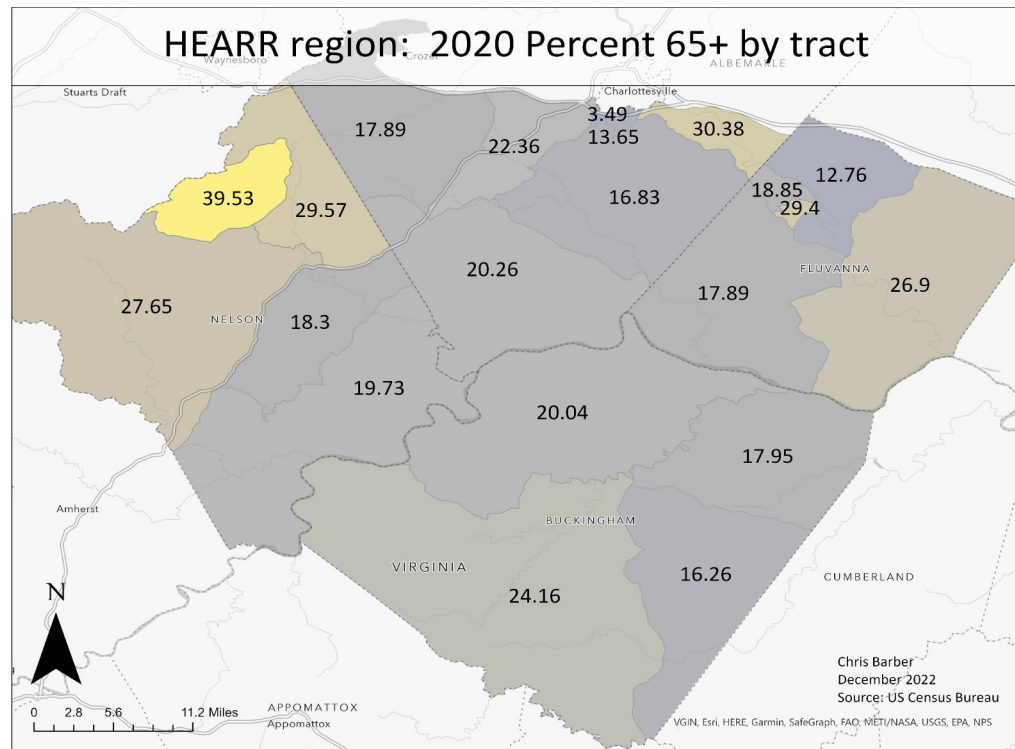 HEARR region:  2020 Percent 65+ by tract
Waynesboro
Crozet
ALBEMARLE
Stuarts Draft
Charlottesville
3.49
17.89
30.38
13.65
22.36
12.76
18.85
39.53
16.83
29.57
29.4
20.26
FLUVANNA
26.9
17.89
27.65
NELSON
18.3
19.73
20.04
17.95
Amherst
BUCKINGHAM
VIRGINIA
16.26
CUMBERLAND
24.16
N
Chris Barber
December 2022
Source: US Census Bureau
APPOMATTOX
Appomattox
0 2.8 5.6 11.2 Miles
VGIN, Esri, HERE, Garmin, SafeGraph, FAO, METI/NASA, USGS, EPA, NPS